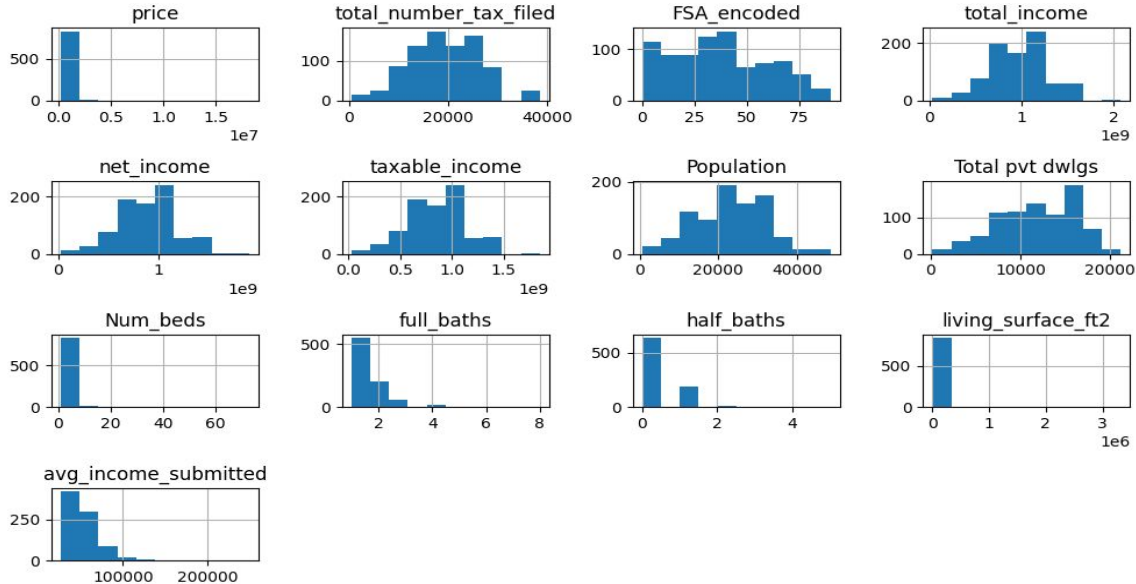 price total_number_tax_filed FSA_encoded total_income
500 100 100 200
0 0 0 0
0.0 0.5 1.0 1.5 0 20000 40000 0 25 50 75 0 1 2
1e7 1e9
net_income taxable_income Population Total pvt dwlgs
200 200 200 100
100
0 0 0 0
0 1 0.0 0.5 1.0 1.5 0 20000 40000 0 10000 20000
1e9 1e9
Num_beds full_baths half_baths living_surface_ft2
500 500 500 500
0 0 0 0
0 20 40 60 2 4 6 8 0 2 4 0 1 2 3
1e6
avg_income_submitted
250
0
100000 200000